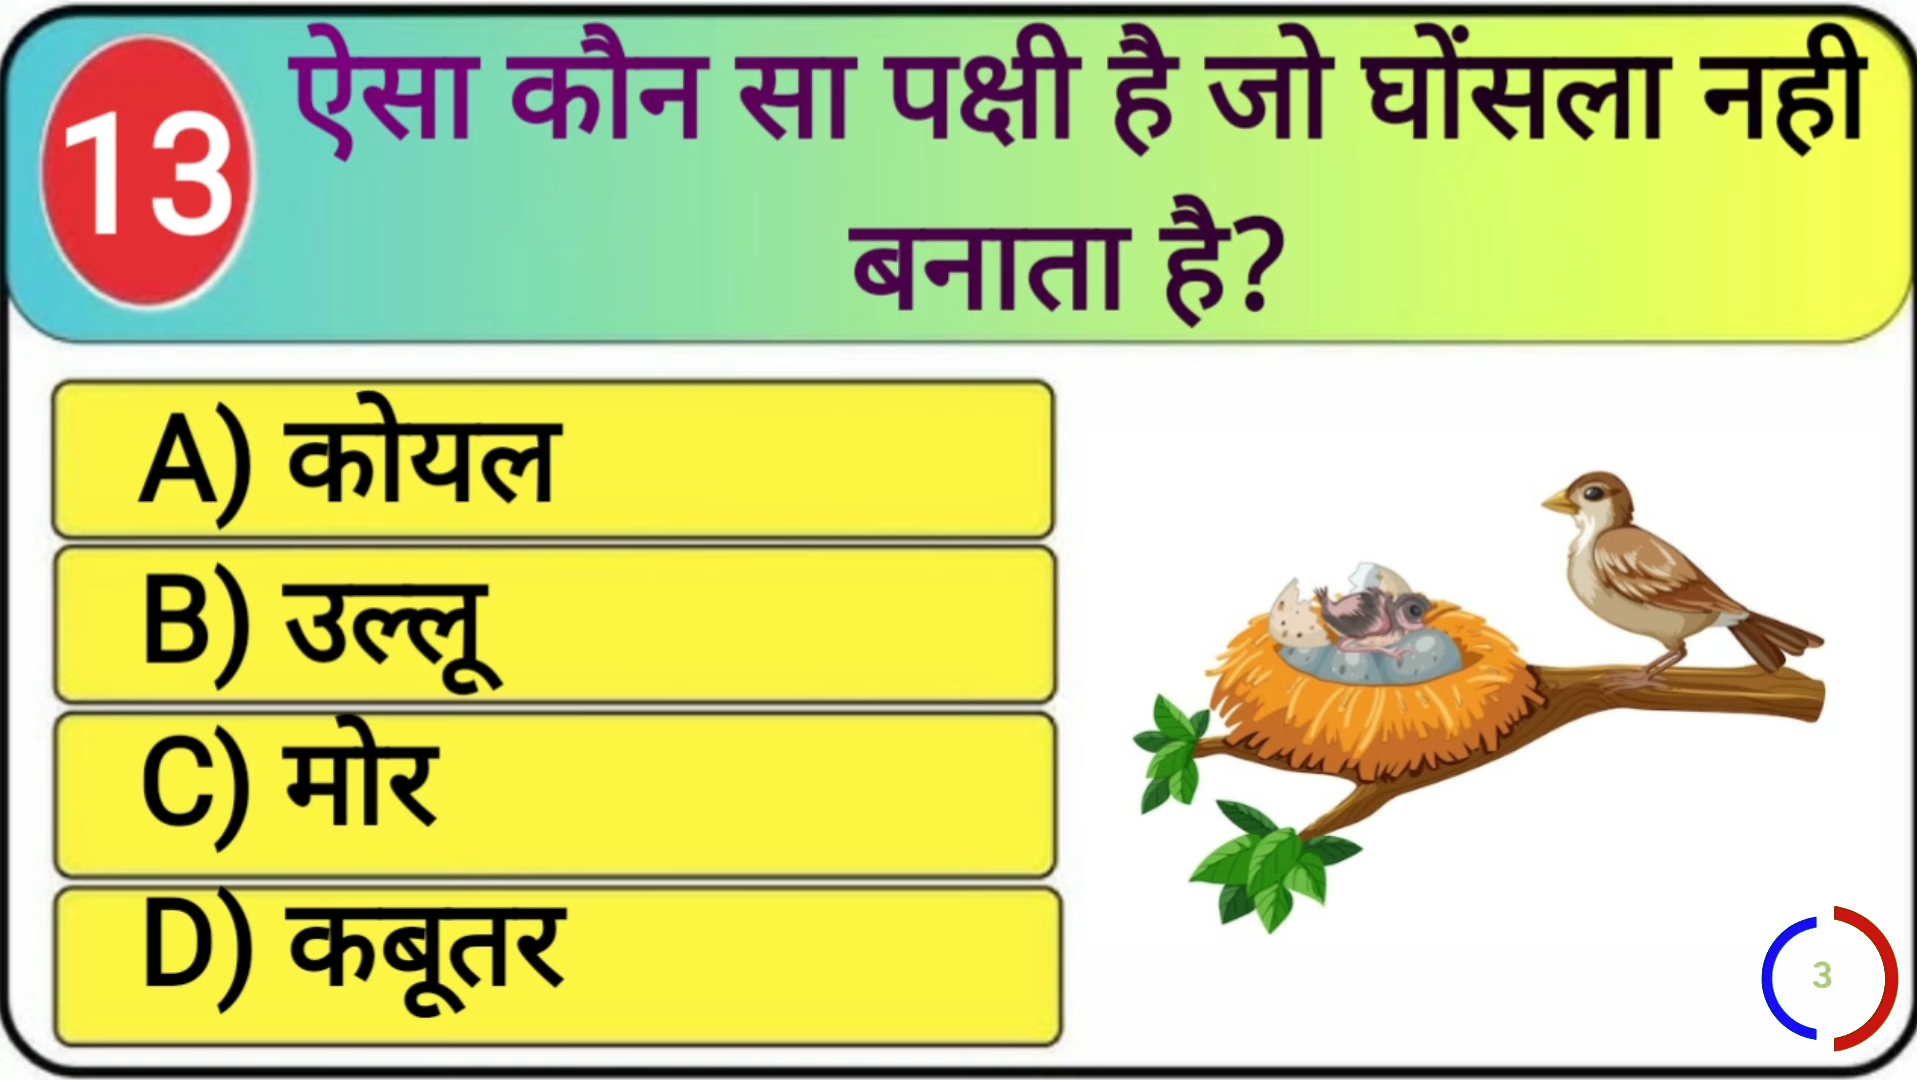 13
ऐसा कौन सा पक्षी है जो घोंसला नही
बनाता है?
A) कोयल
B) उल्लू
C) मोर
D) कबूतर
3